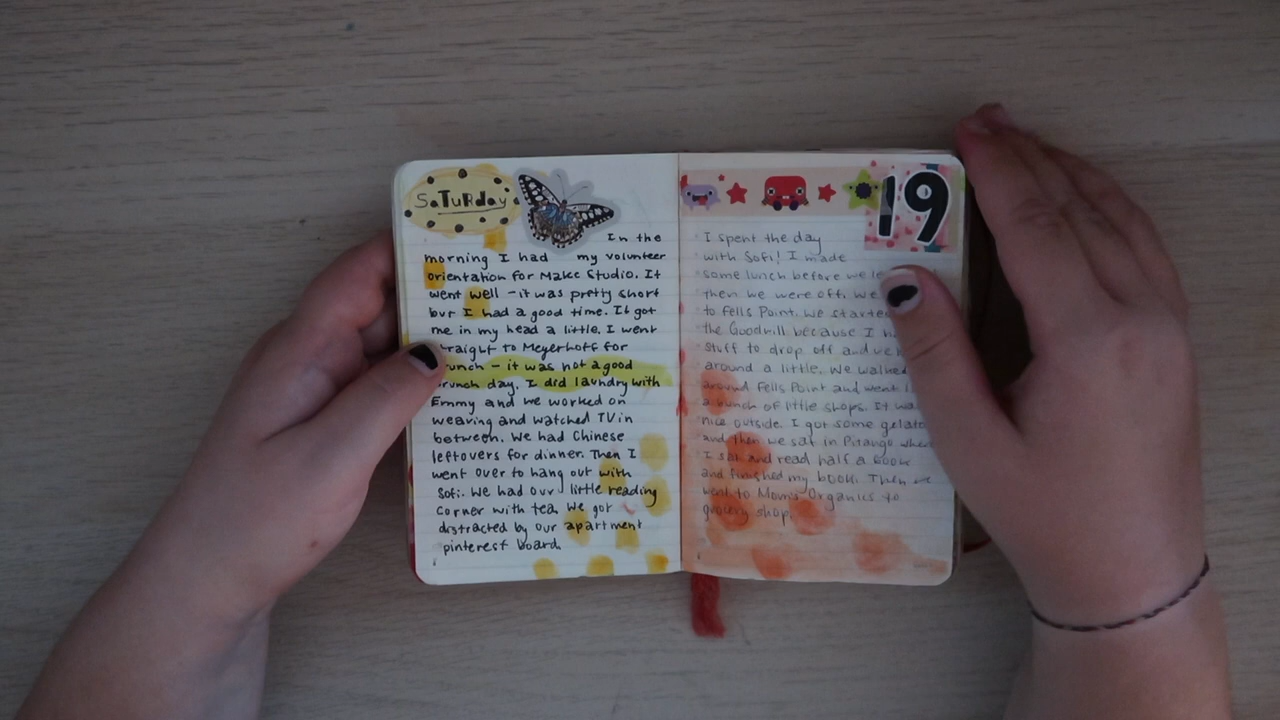 SaTURday
In the
morning I had my volunteer
orientation for Make Studio. It
went well - it was pretty short
but I had a good time. It got
me in my head a little. I went
straight to Meyerhoff for
brunch - it was not a good
brunch day. I did laundry with
Emmy and we worked on
weaving and watched TV in
between. We had Chinese
leftovers for dinner. Then I
went over to hang out with
Sofi. We had our little reading
corner with tea. We got
distracted by our apartment
pinterest board.
19
I spent the day
with Sofi! I made
some lunch before we le
then we were off. We
to Fells Point. We started
the Goodwill because I h
stuff to drop off and we
around a little. We walked
around Fells Point and went i
a bunch of little shops. It wa
nice outside. I got some gelato
and then we sat in Pitango where
I sat and read half a book
and finished my book. Then we
went to Mom's Organics to
grocery shop.